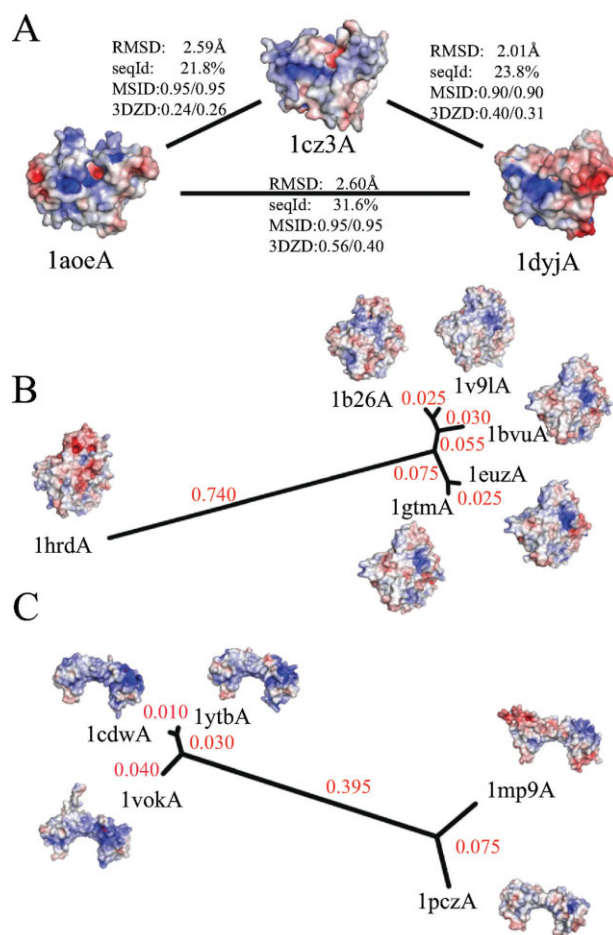 A
RMSD: 2.59Å
seqId: 21.8%
MSID:0.95/0.95
3DZD:0.24/0.26
RMSD: 2.01Å
seqId: 23.8%
MSID:0.90/0.90
3DZD:0.40/0.31
1cz3A
RMSD: 2.60Å
seqId: 31.6%
MSID:0.95/0.95
3DZD:0.56/0.40
1aoeA
1dyjA
B
1b26A
1v9lA
0.025
0.030
1bvuA
0.055
0.075
1euzA
0.740
1gtmA
0.025
1hrdA
C
0.010
1ytbA
1cdwA
0.030
0.040
1vokA
0.395
1mp9A
0.075
1pczA